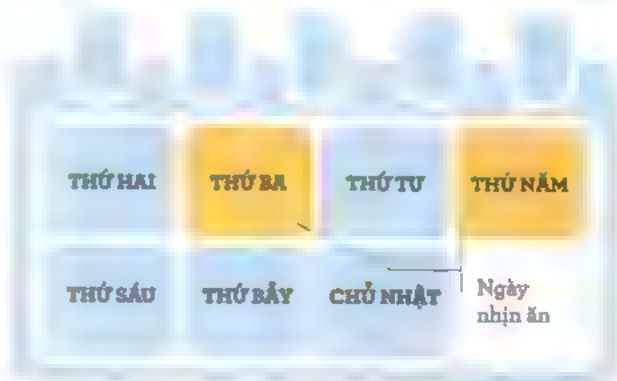 THỨ HAI
THỨ BA
THỨ TƯ
THỨ NĂM
THỨ SÁU
THỨ BẢY
CHỦ NHẬT
Ngày
nhịn ăn